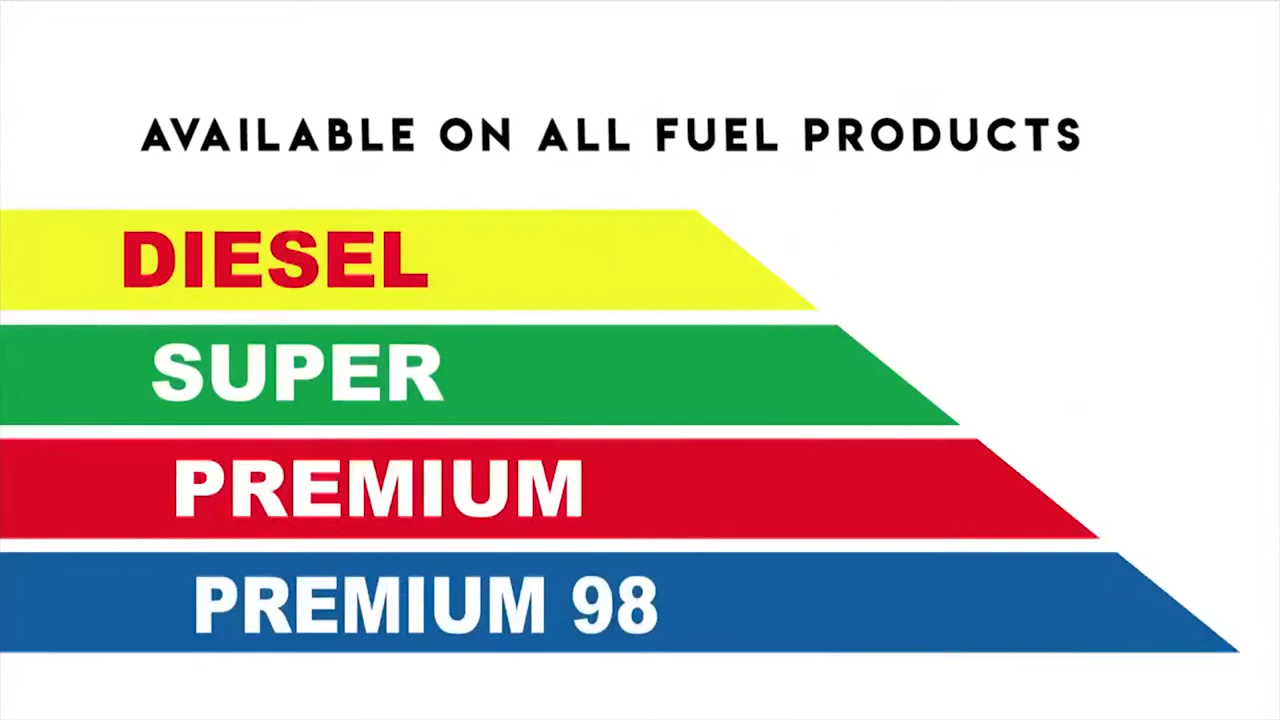 AVAILABLE ON ALL FUEL PRODUCTS
DIESEL
SUPER
PREMIUM
PREMIUM 98